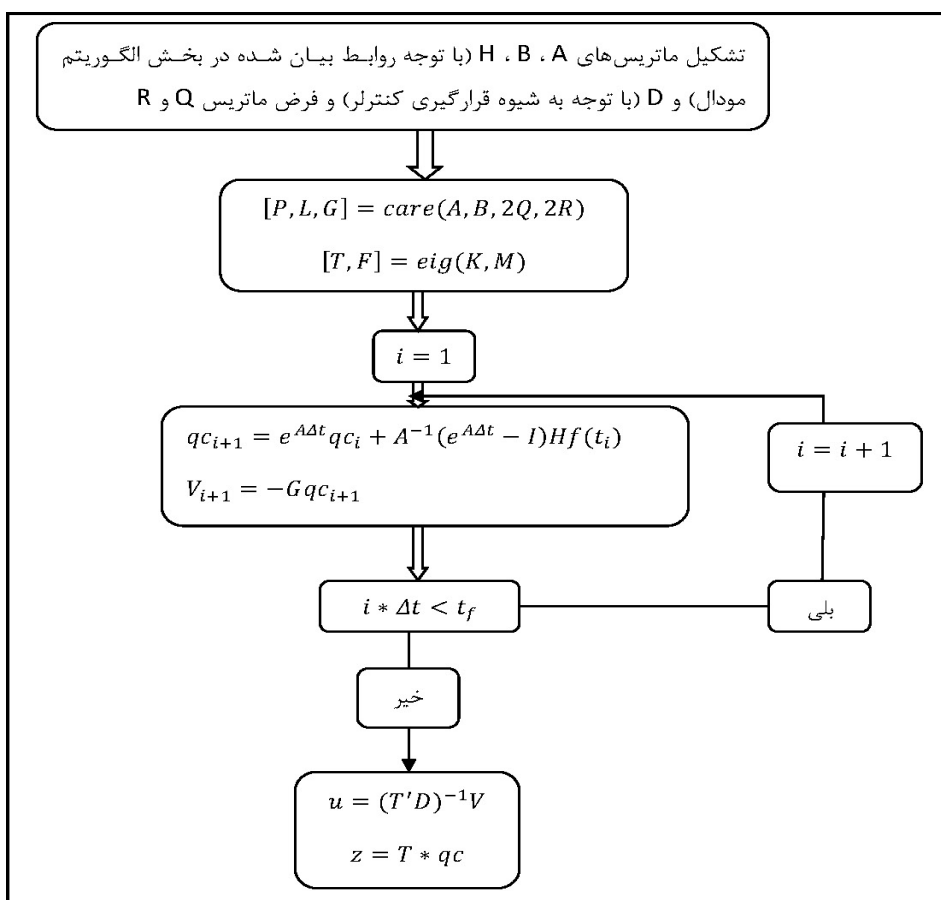 تشکیل ماتریس‌های H ، B ، A (با توجه روابط بیان شده در بخش الگوریتم
مودال) و D (با توجه به شیوه قرارگیری کنترلر) و فرض ماتریس Q و R
[P, L, G] = care(A, B, 2Q, 2R)
[T, F] = eig(K, M)
i = 1
qc_{i+1} = e^{AΔt}qc_i + A^{-1}(e^{AΔt} − I)Hf(t_i)
V_{i+1} = −Gqc_{i+1}
i = i + 1
i * Δt < t_f
بلی
خیر
u = (T′D)^{-1}V
z = T * qc